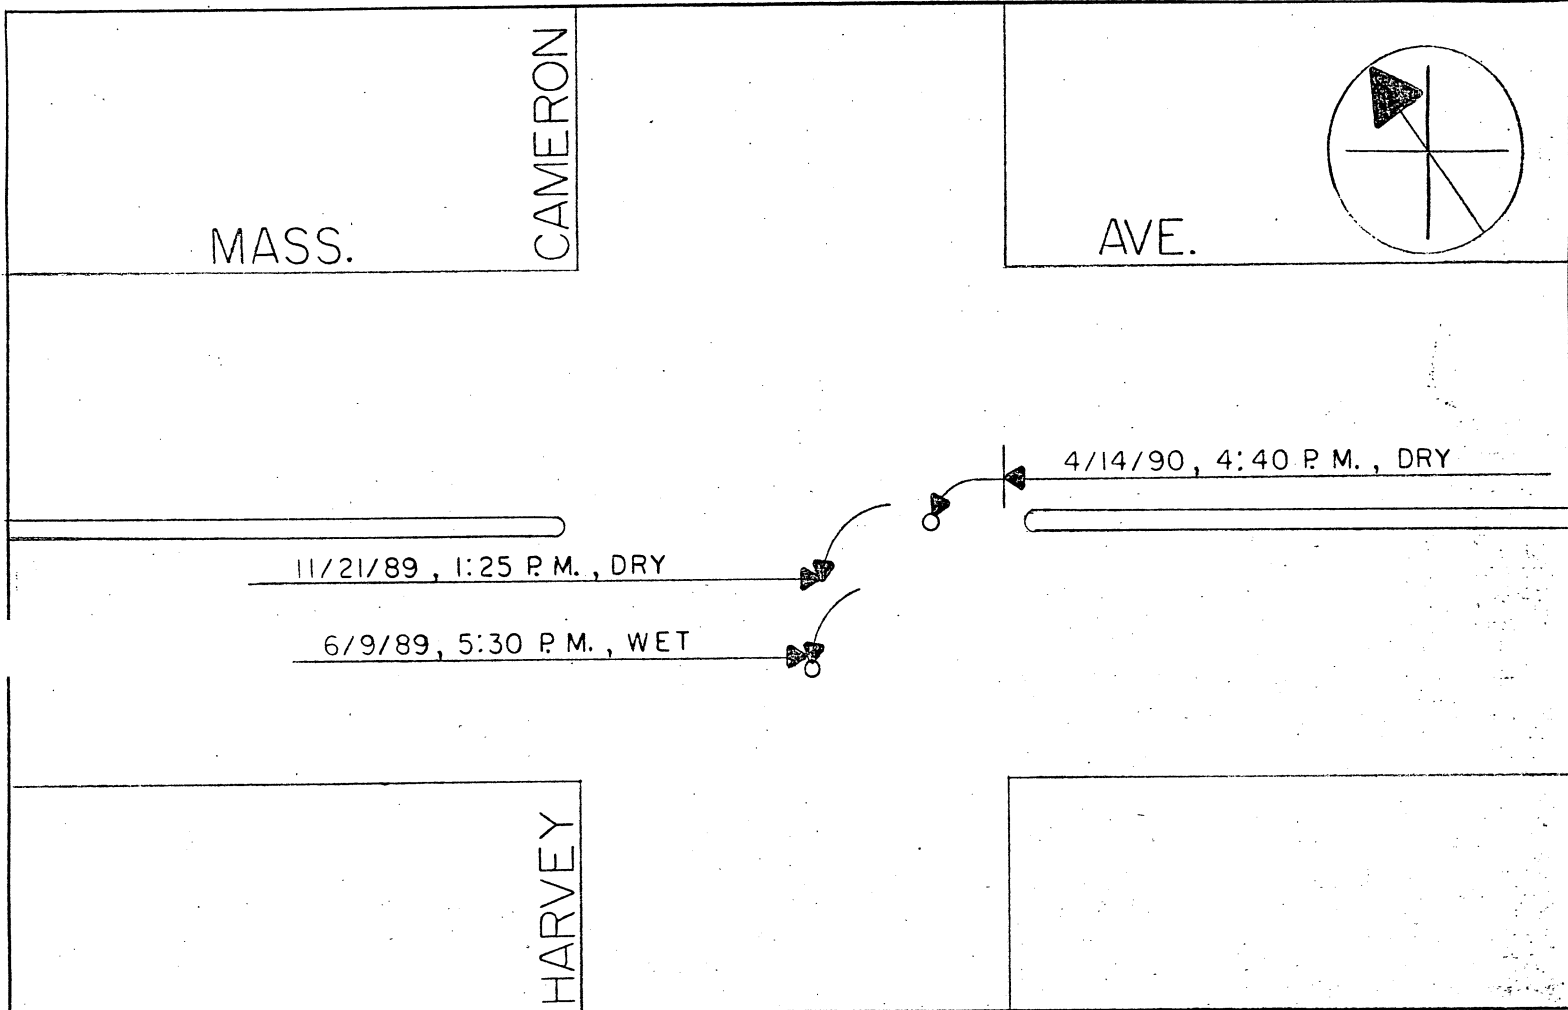 CAMERON
MASS.
AVE.
4/14/90, 4:40 P.M., DRY
11/21/89, 1:25 P.M., DRY
6/9/89, 5:30 P.M., WET
HARVEY